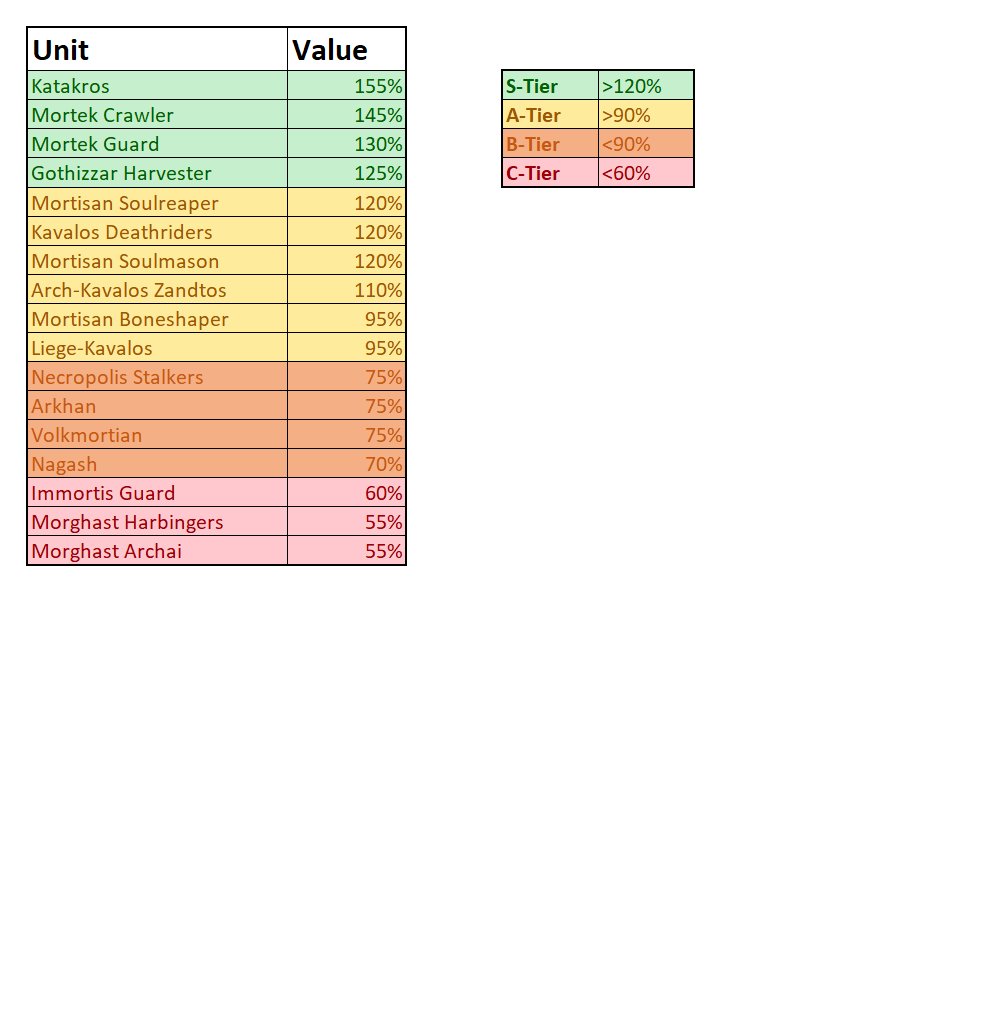 Unit Value
Katakros 155%
Mortek Crawler 145%
Mortek Guard 130%
Gothizzar Harvester 125%
Mortisan Soulreaper 120%
Kavalos Deathriders 120%
Mortisan Soulmason 120%
Arch-Kavalos Zandtos 110%
Mortisan Boneshaper 95%
Liege-Kavalos 95%
Necropolis Stalkers 75%
Arkhan 75%
Volkmortian 75%
Nagash 70%
Immortis Guard 60%
Morghast Harbingers 55%
Morghast Archai 55%
S-Tier >120%
A-Tier >90%
B-Tier <90%
C-Tier <60%